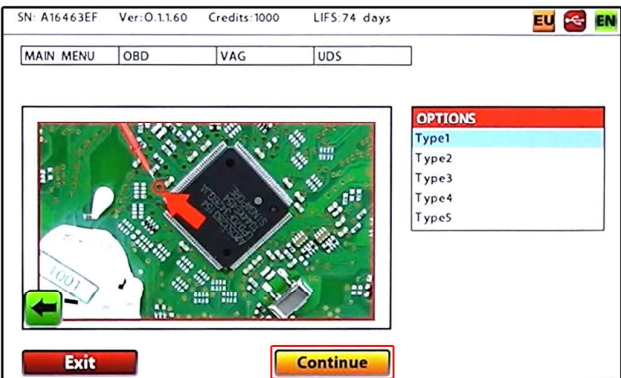 SN: A16463EF Ver:O.1.1.60 Credits:1000 LIFS:74 days EU EN
MAIN MENU OBD VAG UDS
OPTIONS
Type1
Type2
Type3
Type4
Type5
1001
Exit Continue